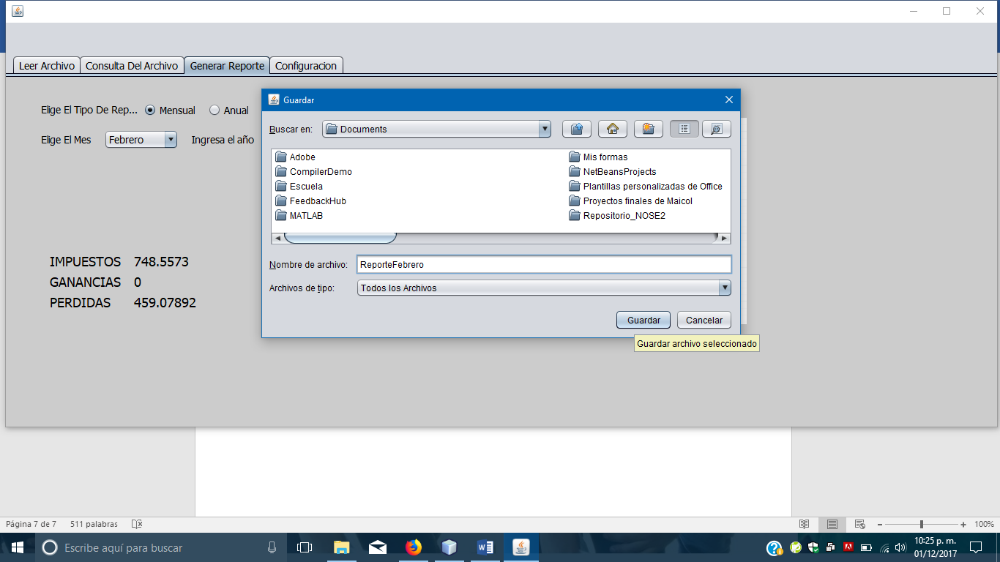 Leer Archivo Consulta Del Archivo Generar Reporte Configuracion
Guardar
Elige El Tipo De Rep... Mensual Anual
Buscar en: Documents
Elige El Mes Febrero Ingresa el año
Adobe Mis formas
CompilerDemo NetBeansProjects
Escuela Plantillas personalizadas de Office
FeedbackHub Proyectos finales de Maicol
MATLAB Repositorio_NOSE2
IMPUESTOS 748.5573
Nombre de archivo: ReporteFebrero
GANANCIAS 0
Archivos de tipo: Todos los Archivos
PERDIDAS 459.07892
Guardar Cancelar
Guardar archivo seleccionado
Página 7 de 7 511 palabras 100%
Escribe aquí para buscar
10:25 p. m.
01/12/2017